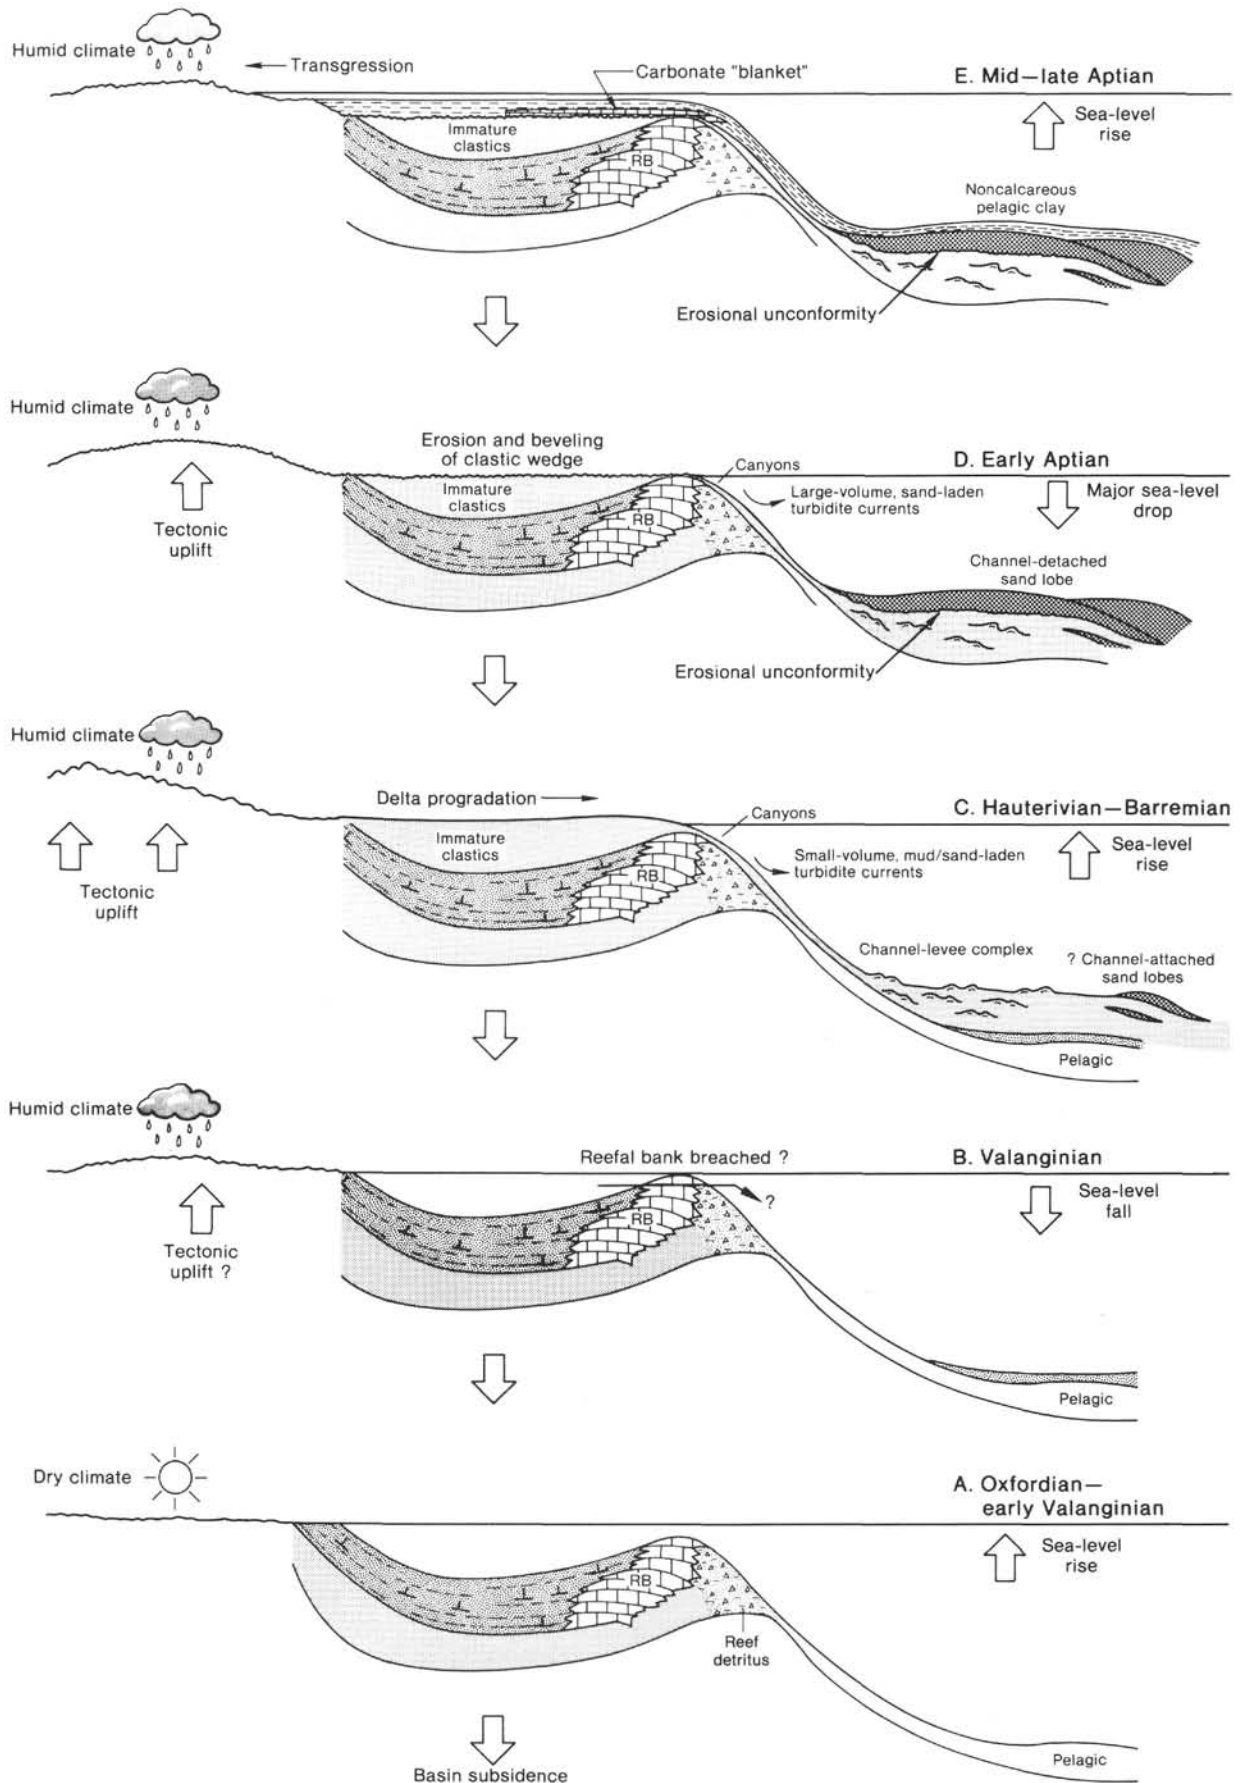 Humid climate
Transgression
Carbonate "blanket"
E. Mid—late Aptian
Sea-level
rise
Immature
clastics
RB
Noncalcareous
pelagic clay
Erosional unconformity
Humid climate
Tectonic
uplift
Erosion and beveling
of clastic wedge
Immature
clastics
RB
Canyons
Large-volume, sand-laden
turbidite currents
D. Early Aptian
Major sea-level
drop
Channel-detached
sand lobe
Erosional unconformity
Humid climate
Tectonic
uplift
Delta progradation
Immature
clastics
RB
Canyons
Small-volume, mud/sand-laden
turbidite currents
C. Hauterivian—Barremian
Sea-level
rise
Channel-levee complex
? Channel-attached
sand lobes
Pelagic
Humid climate
Tectonic
uplift ?
Reefal bank breached ?
?
RB
B. Valanginian
Sea-level
fall
Pelagic
Dry climate
A. Oxfordian—
early Valanginian
Sea-level
rise
RB
Reef
detritus
Pelagic
Basin subsidence